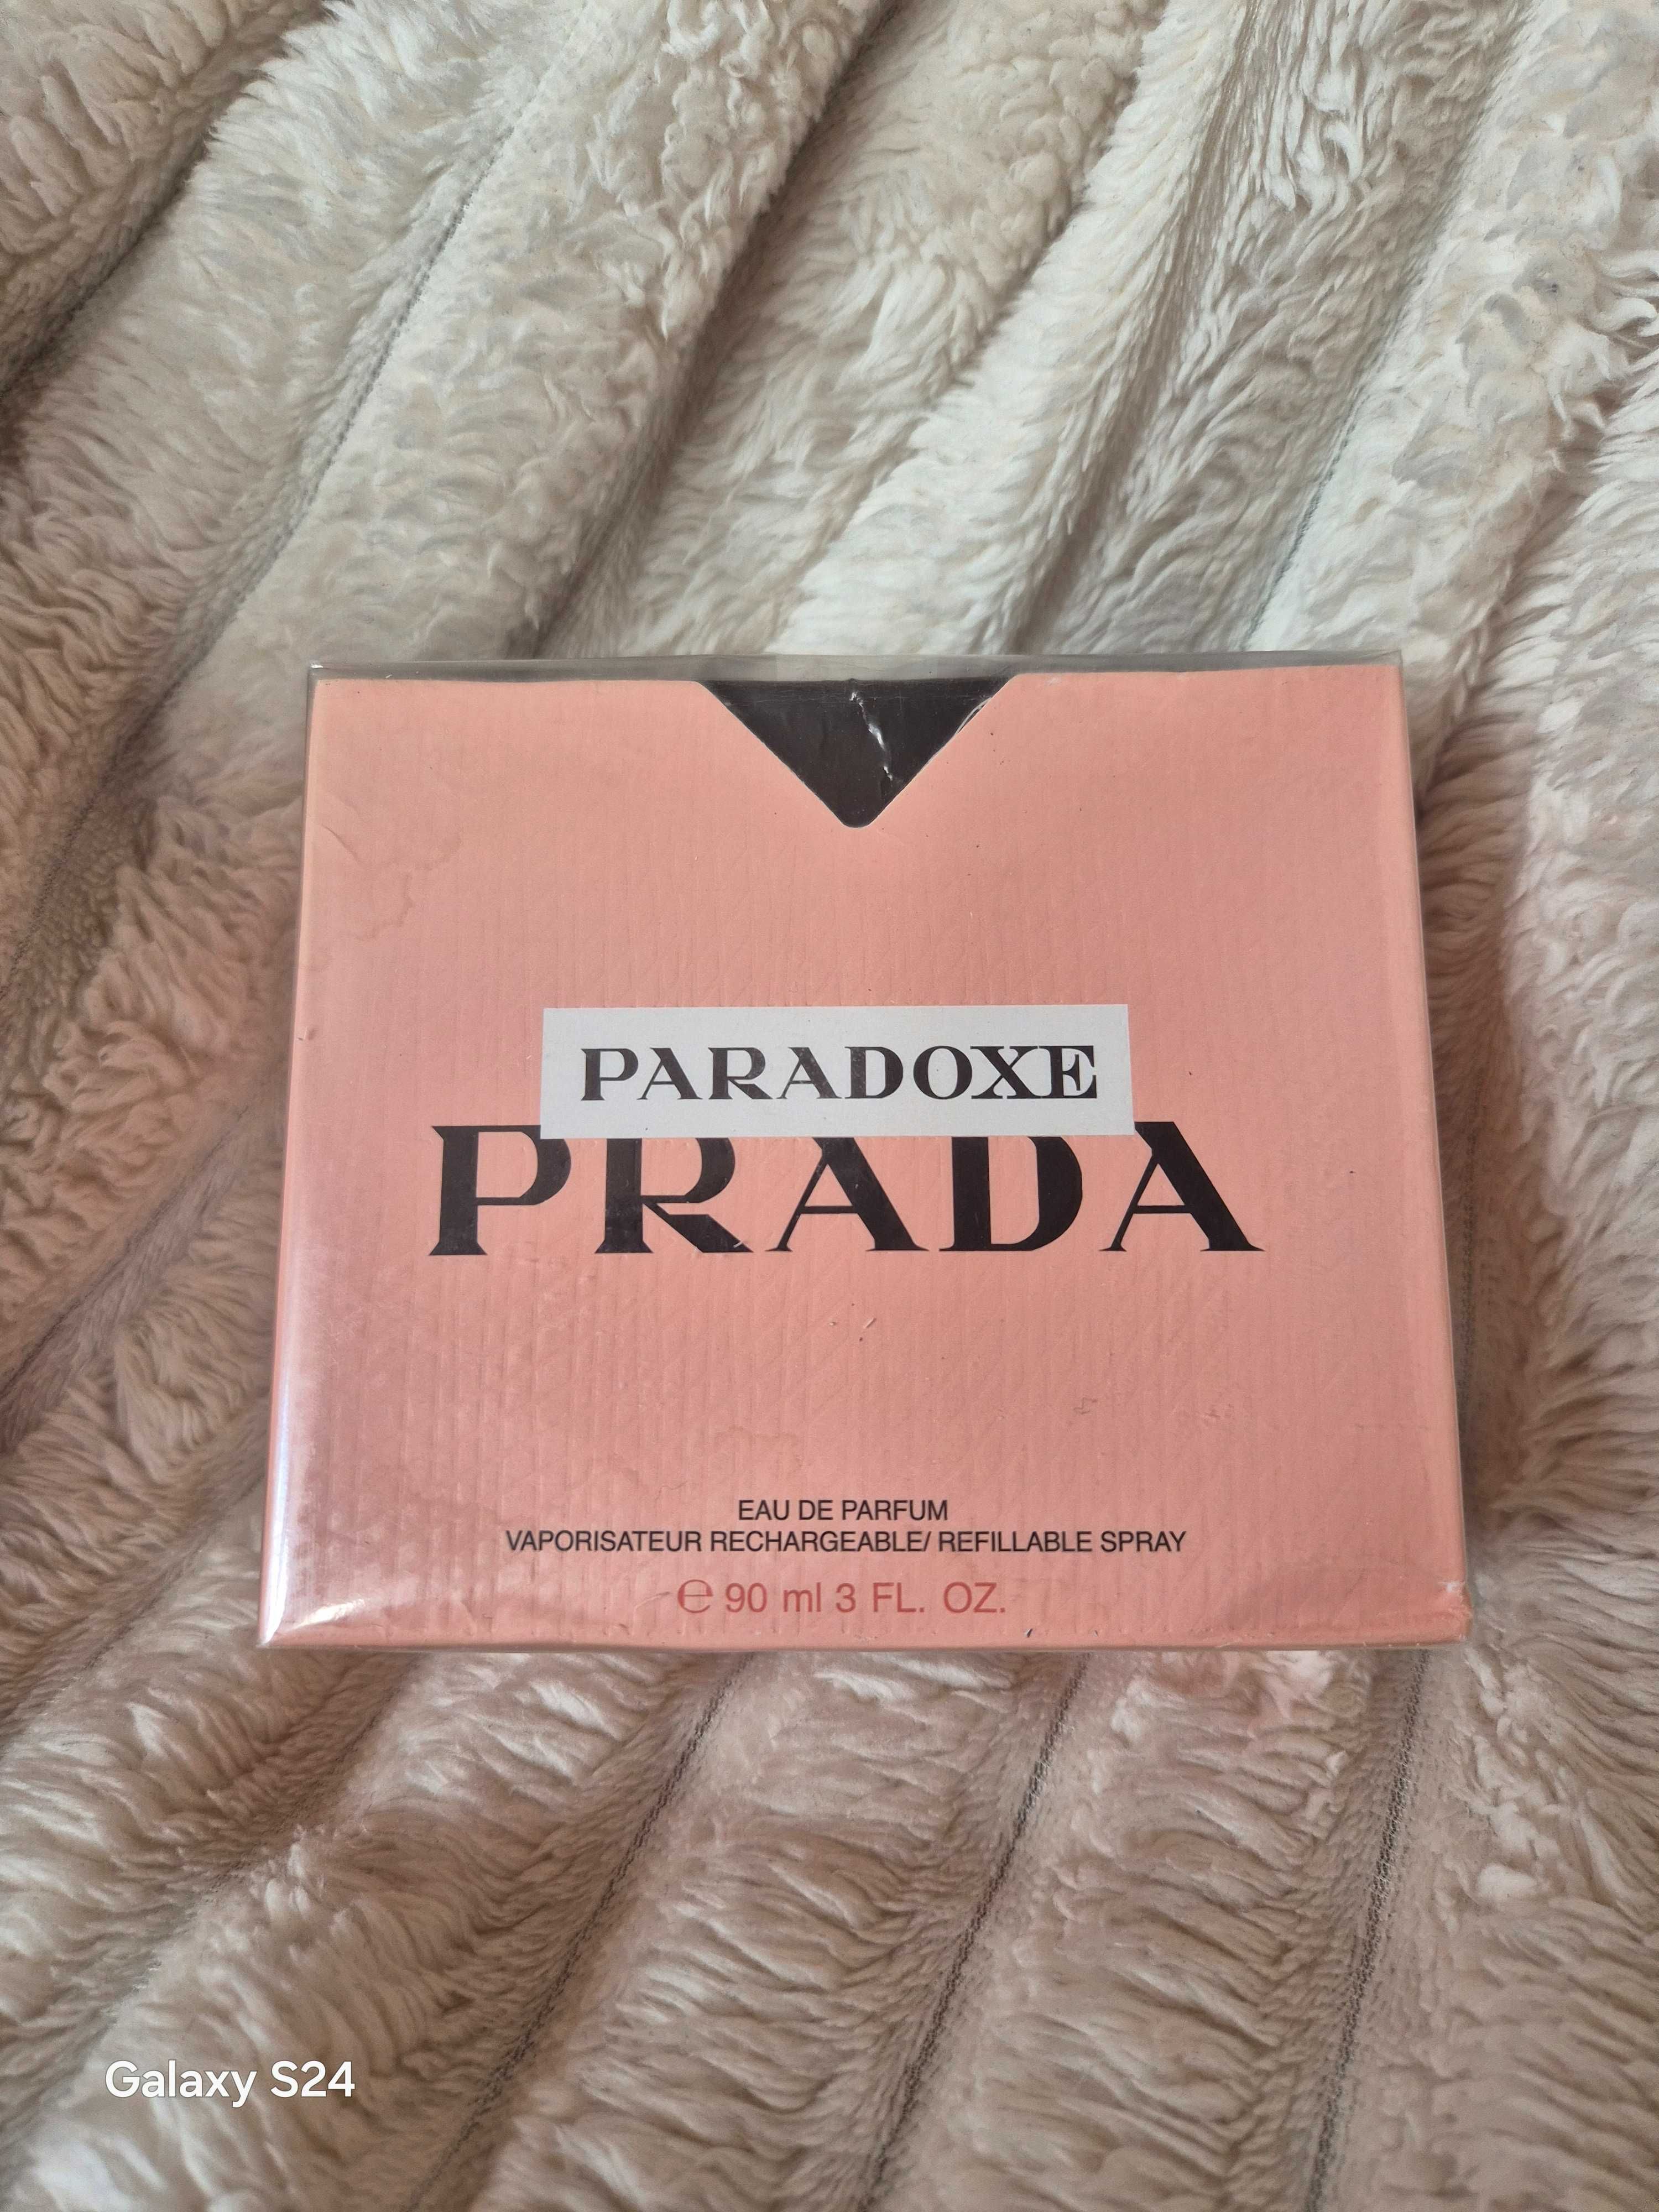 PARADOXE
PRADA
EAU DE PARFUM
VAPORISATEUR RECHARGEABLE/ REFILLABLE SPRAY
℮ 90 ml 3 FL. OZ.
Galaxy S24